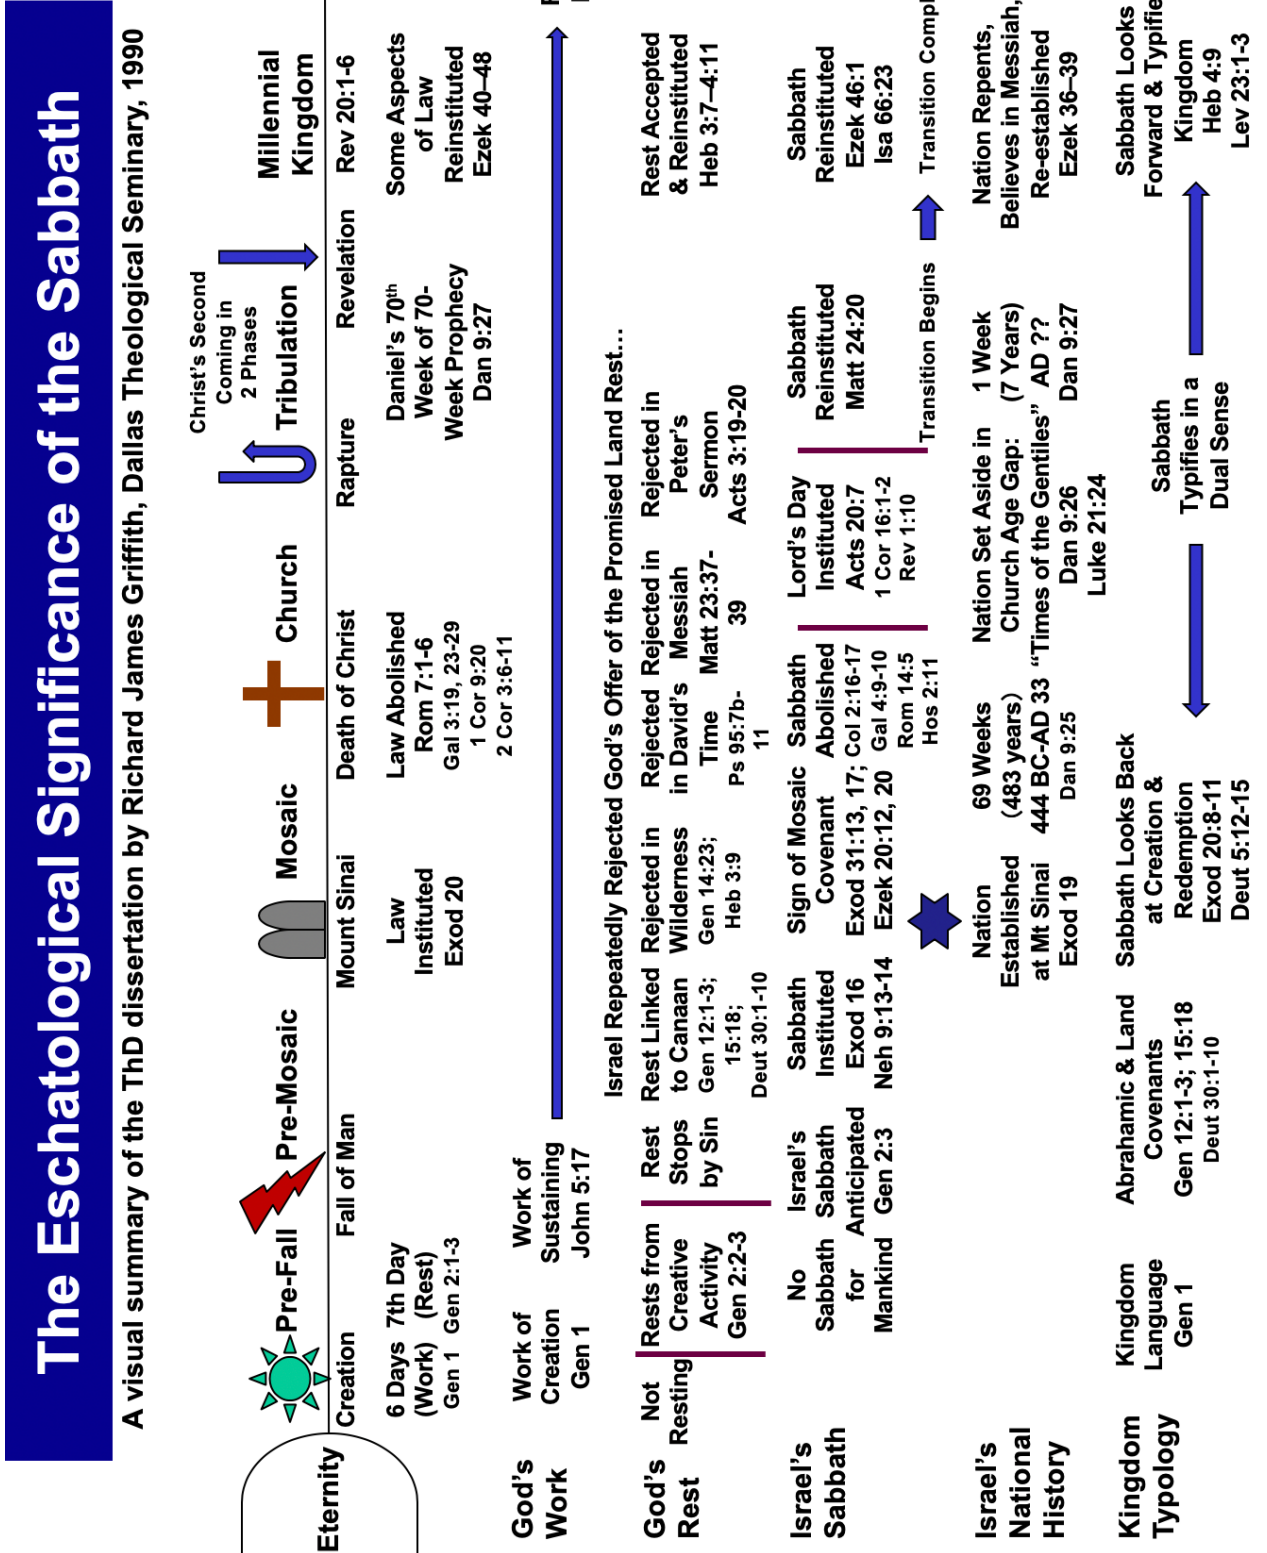 The Eschatological Significance of the Sabbath
A visual summary of the ThD dissertation by Richard James Griffith, Dallas Theological Seminary, 1990
Christ's Second
Coming in
2 Phases
Pre-Fall
Pre-Mosaic
Mosaic
Church
Tribulation
Millennial
Kingdom
Eternity
Creation
Fall of Man
Mount Sinai
Death of Christ
Rapture
Revelation
Rev 20:1-6
6 Days
(Work)
Gen 1
7th Day
(Rest)
Gen 2:1-3
Law
Instituted
Exod 20
Law Abolished
Rom 7:1-6
Gal 3:19, 23-29
1 Cor 9:20
2 Cor 3:6-11
Daniel's 70th
Week of 70-
Week Prophecy
Dan 9:27
Some Aspects
of Law
Reinstituted
Ezek 40–48
God's
Work
Work of
Creation
Gen 1
Work of
Sustaining
John 5:17
God's
Rest
Israel Repeatedly Rejected God's Offer of the Promised Land Rest…
Not
Resting
Rests from
Creative
Activity
Gen 2:2-3
Rest
Stops
by Sin
Rest Linked
to Canaan
Gen 12:1-3;
15:18;
Deut 30:1-10
Rejected in
Wilderness
Gen 14:23;
Heb 3:9
Rejected
in David's
Time
Ps 95:7b-
11
Rejected in
Messiah
Matt 23:37-
39
Rejected in
Peter's
Sermon
Acts 3:19-20
Rest Accepted
& Reinstituted
Heb 3:7–4:11
Israel's
Sabbath
No
Sabbath
for
Mankind
Israel's
Sabbath
Anticipated
Gen 2:3
Sabbath
Instituted
Exod 16
Neh 9:13-14
Sign of Mosaic
Covenant
Exod 31:13, 17;
Ezek 20:12, 20
Sabbath
Abolished
Col 2:16-17
Gal 4:9-10
Rom 14:5
Hos 2:11
Lord's Day
Instituted
Acts 20:7
1 Cor 16:1-2
Rev 1:10
Sabbath
Reinstituted
Matt 24:20
Sabbath
Reinstituted
Ezek 46:1
Isa 66:23
Transition Begins
Transition Compl
Israel's
National
History
Nation
Established
at Mt Sinai
Exod 19
69 Weeks
(483 years)
444 BC-AD 33
Dan 9:25
Nation Set Aside in
Church Age Gap:
“Times of the Gentiles”
Dan 9:26
Luke 21:24
1 Week
(7 Years)
AD ??
Dan 9:27
Nation Repents,
Believes in Messiah,
Re-established
Ezek 36–39
Kingdom
Typology
Kingdom
Language
Gen 1
Abrahamic & Land
Covenants
Gen 12:1-3; 15:18
Deut 30:1-10
Sabbath Looks Back
at Creation &
Redemption
Exod 20:8-11
Deut 5:12-15
Sabbath
Typifies in a
Dual Sense
Sabbath Looks
Forward & Typifie
Kingdom
Heb 4:9
Lev 23:1-3